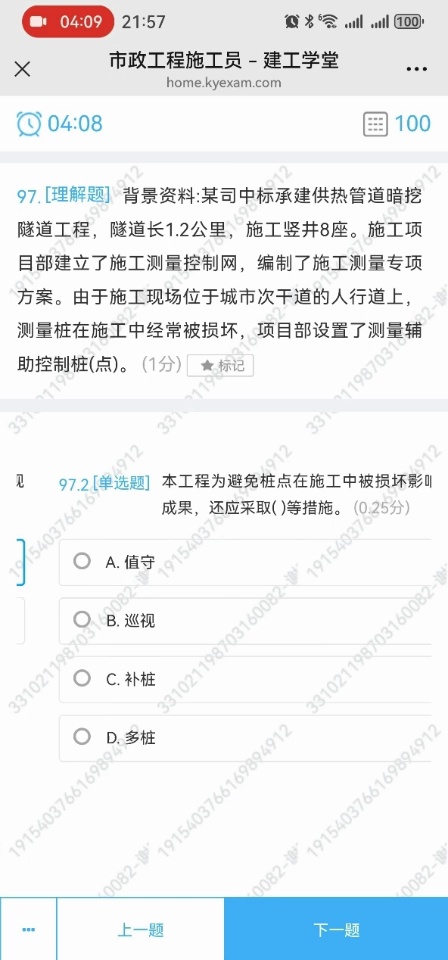 04:09 21:57 100
市政工程施工员 – 建工学堂
home.kyexam.com
04:08 100
97.[理解题] 背景资料:某司中标承建供热管道暗挖
隧道工程，隧道长1.2公里，施工竖井8座。施工项
目部建立了施工测量控制网，编制了施工测量专项
方案。由于施工现场位于城市次干道的人行道上，
测量桩在施工中经常被损坏，项目部设置了测量辅
助控制桩(点)。 (1分) ★ 标记
97.2 [单选题] 本工程为避免桩点在施工中被损坏影
成果，还应采取( )等措施。 (0.25分)
A. 值守
B. 巡视
C. 补桩
D. 多桩
... 上一题 下一题